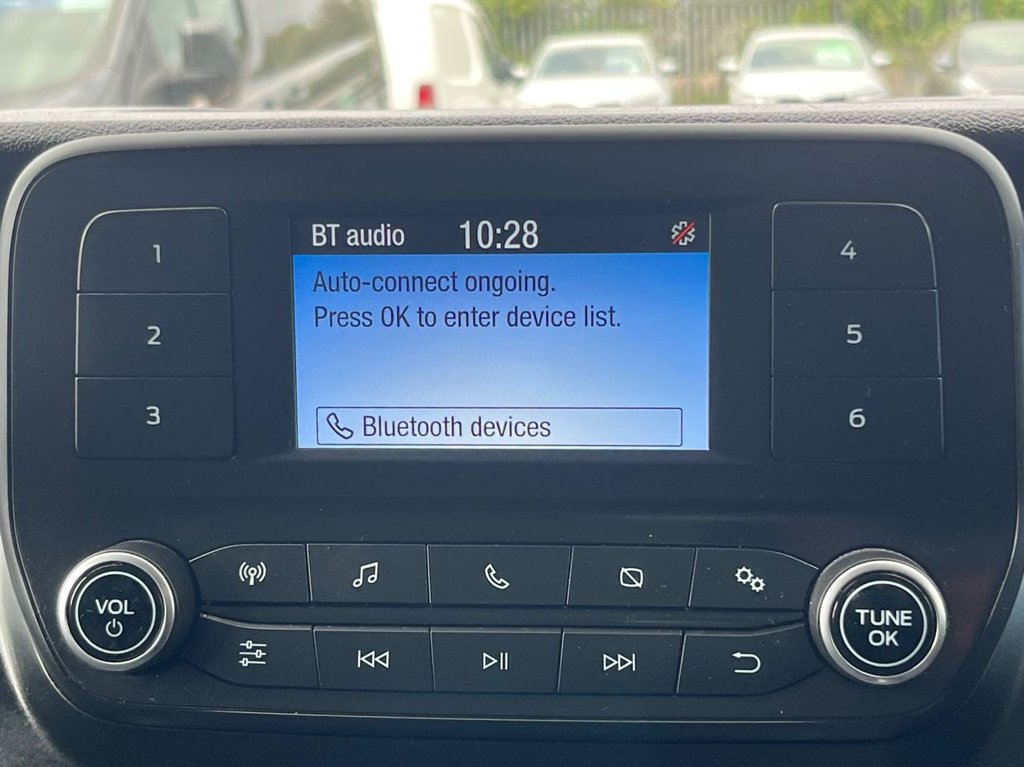 BT audio 10:28
Auto-connect ongoing.
Press OK to enter device list.
Bluetooth devices
1
2
3
4
5
6
VOL
TUNE
OK